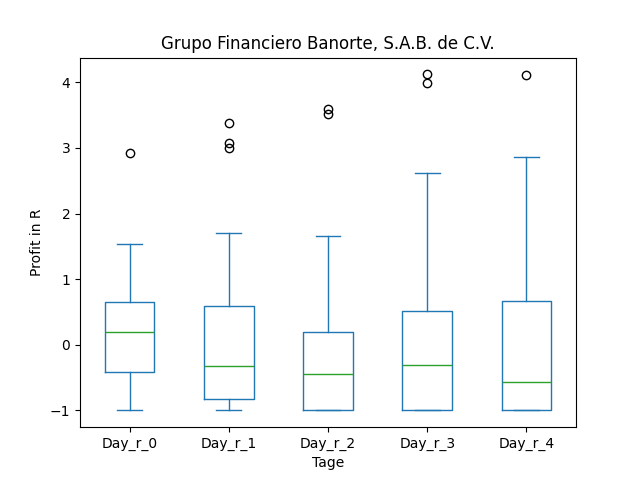 Grupo Financiero Banorte, S.A.B. de C.V.
Profit in R
4
3
2
1
0
−1
Day_r_0 Day_r_1 Day_r_2 Day_r_3 Day_r_4
Tage